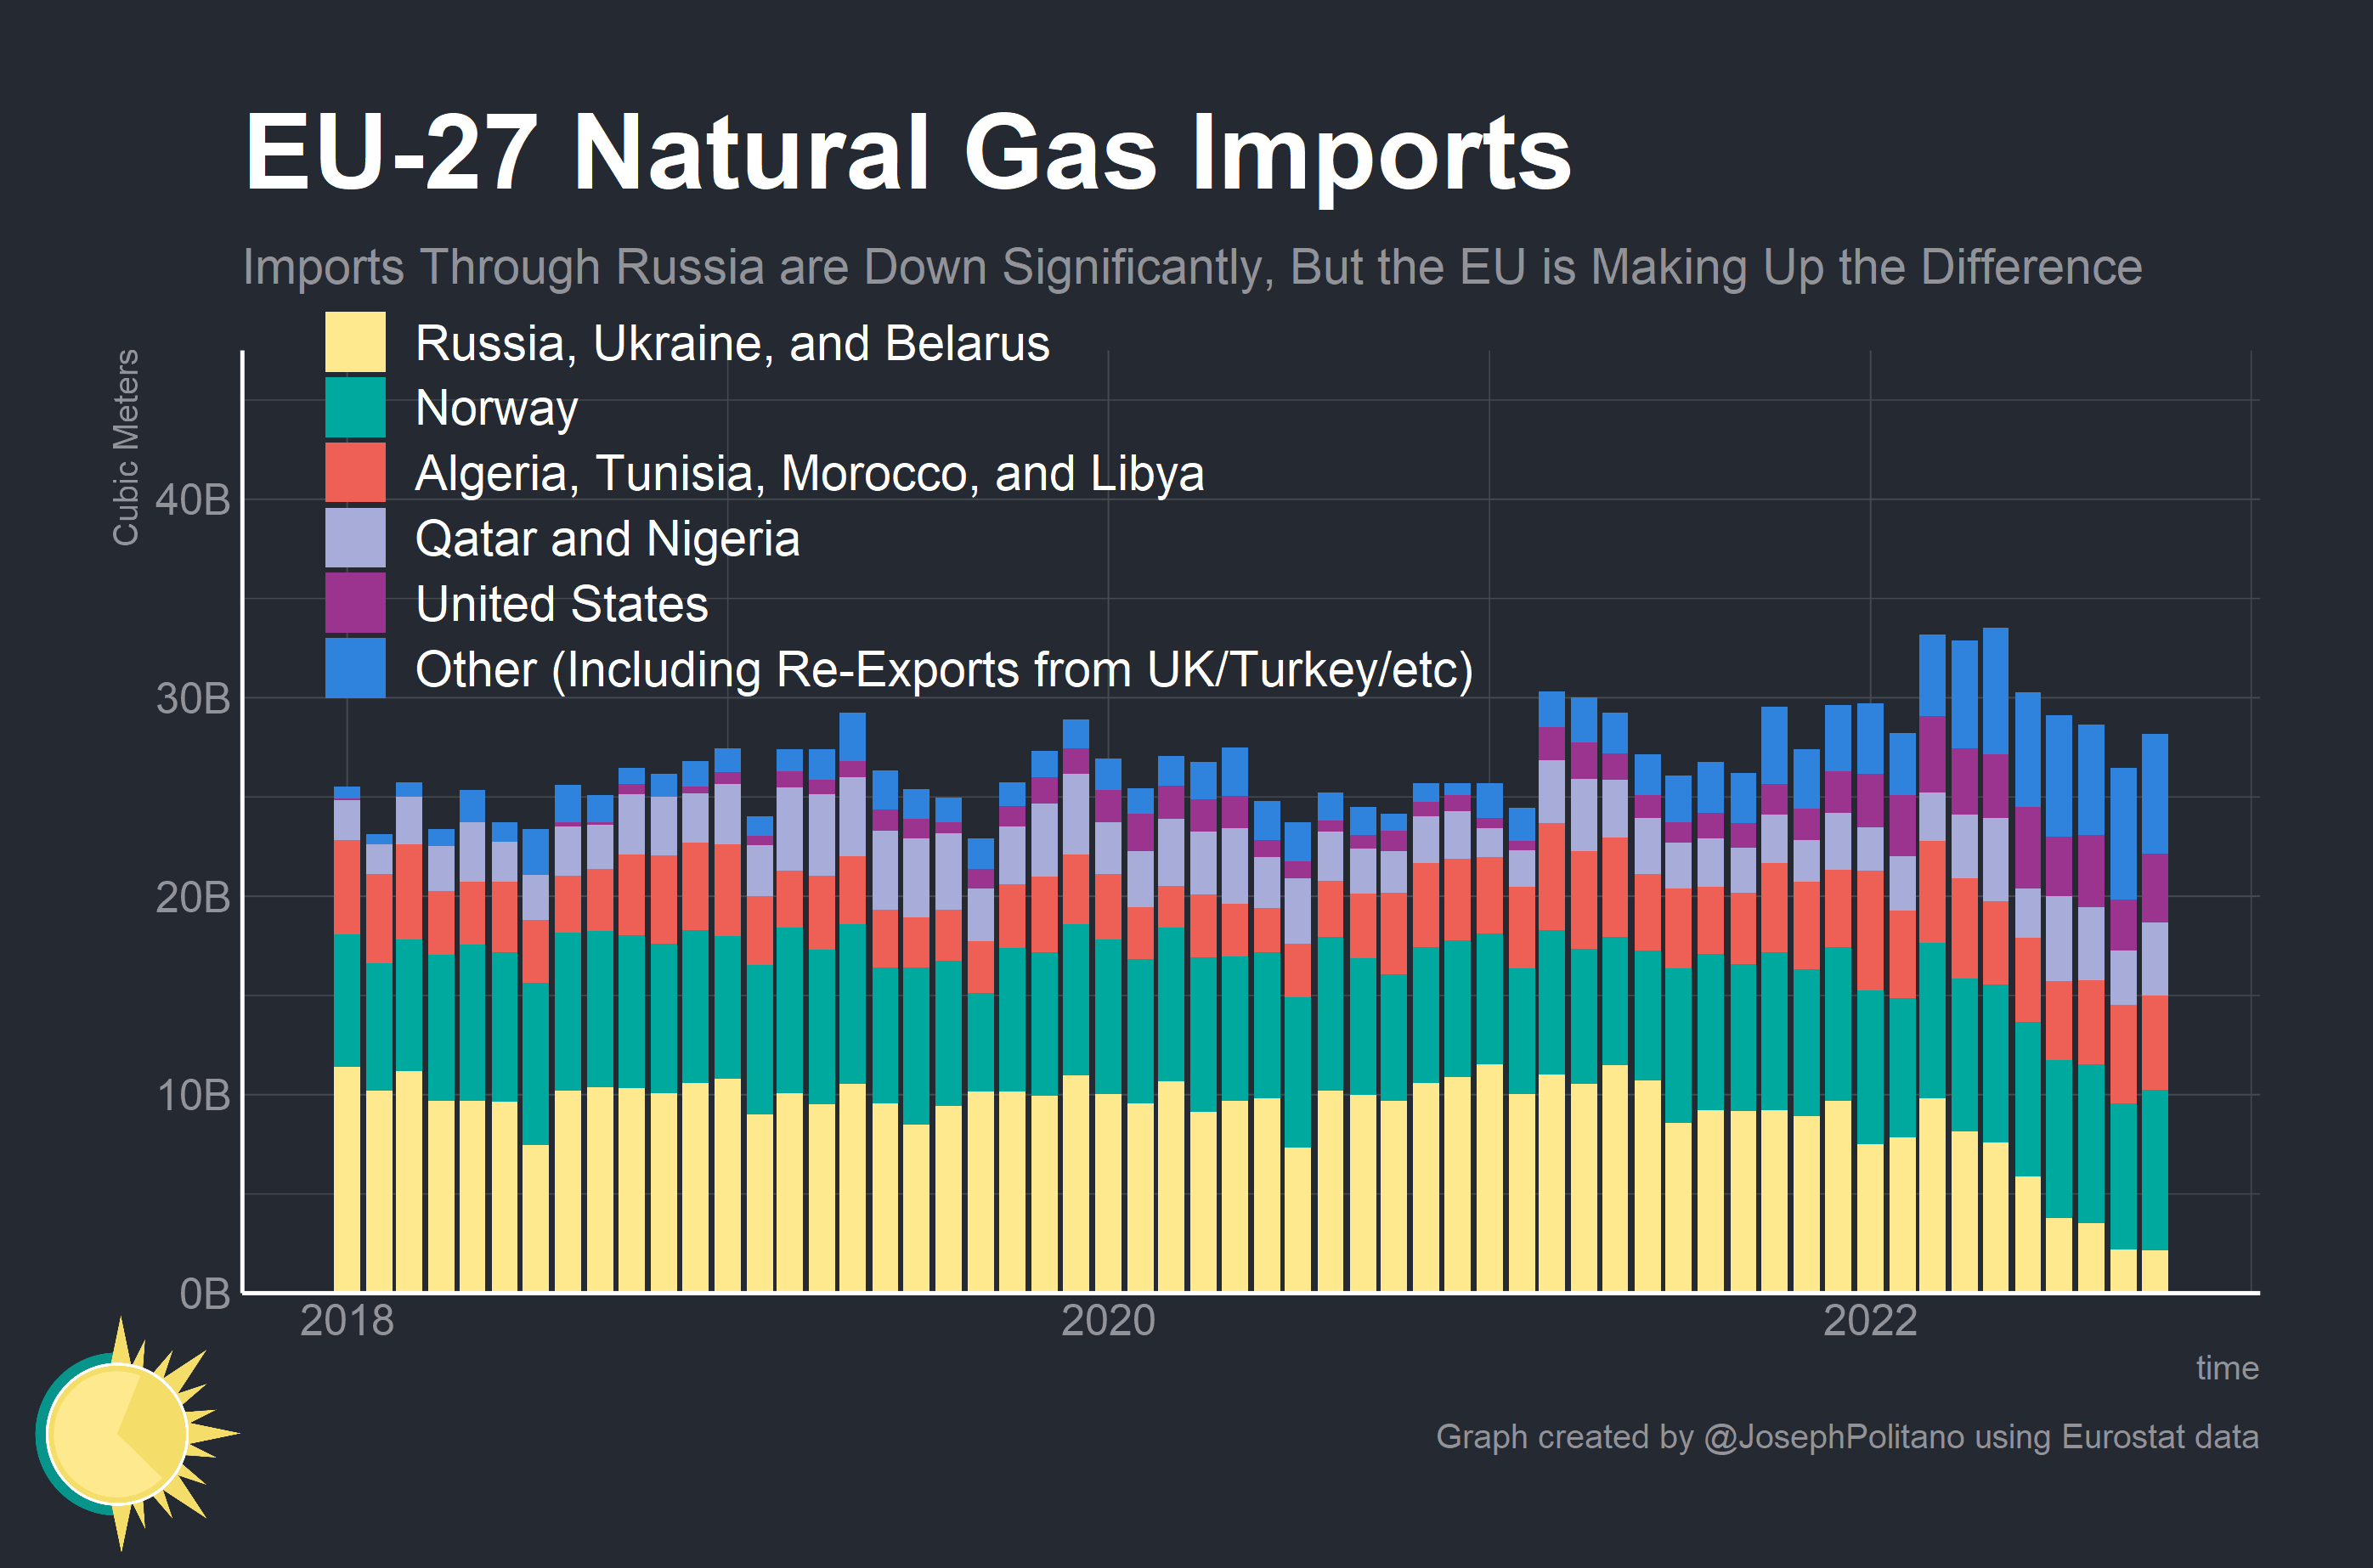 EU-27 Natural Gas Imports
Imports Through Russia are Down Significantly, But the EU is Making Up the Difference
Russia, Ukraine, and Belarus
Norway
Algeria, Tunisia, Morocco, and Libya
Qatar and Nigeria
United States
Other (Including Re-Exports from UK/Turkey/etc)
Cubic Meters
40B
30B
20B
10B
0B
2018
2020
2022
time
Graph created by @JosephPolitano using Eurostat data